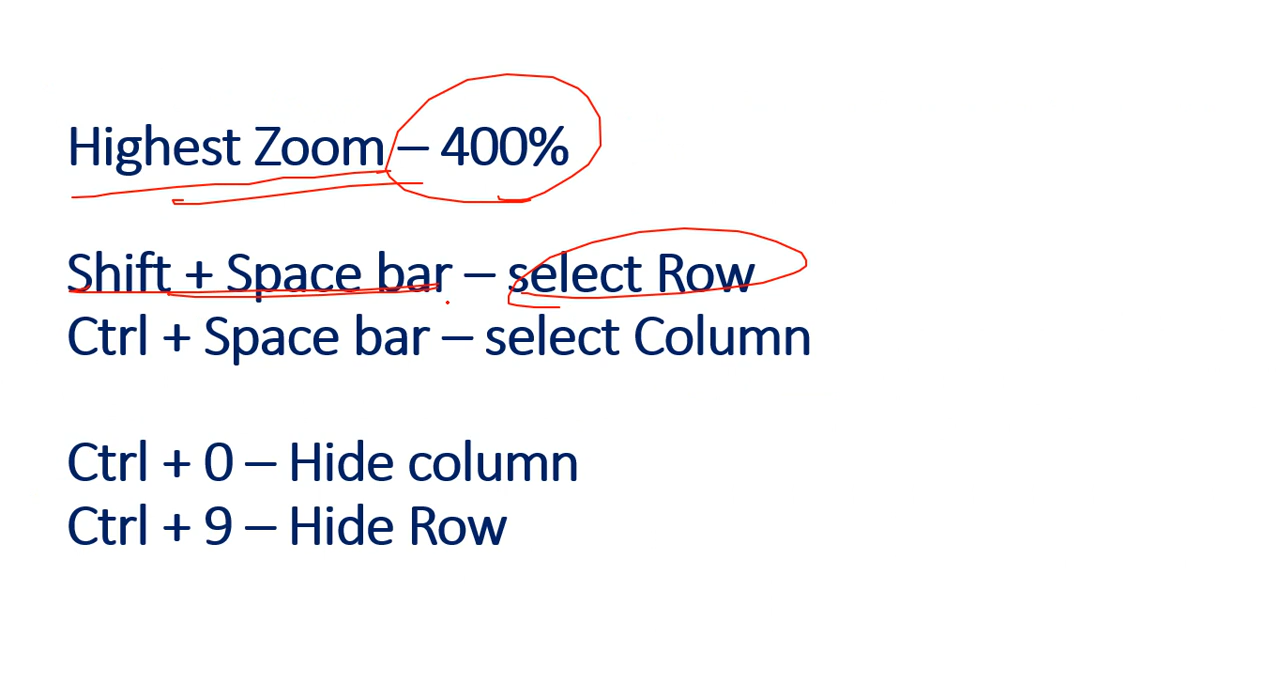 Highest Zoom – 400%
Shift + Space bar – select Row
Ctrl + Space bar – select Column
Ctrl + 0 – Hide column
Ctrl + 9 – Hide Row